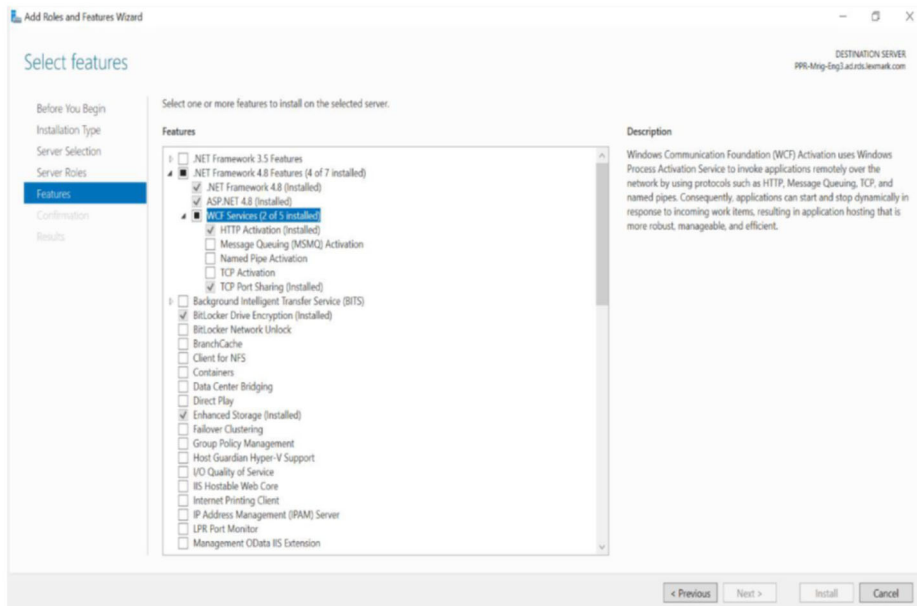 Add Roles and Features Wizard
Select features
DESTINATION SERVER
PPR-Mrig-Eng3.ad.rds.lexmark.com
Before You Begin
Installation Type
Server Selection
Server Roles
Features
Confirmation
Results
Select one or more features to install on the selected server.
Features
.NET Framework 3.5 Features
.NET Framework 4.8 Features (4 of 7 installed)
.NET Framework 4.8 (Installed)
ASP.NET 4.8 (Installed)
WCF Services (2 of 5 installed)
HTTP Activation (Installed)
Message Queuing (MSMQ) Activation
Named Pipe Activation
TCP Activation
TCP Port Sharing (Installed)
Background Intelligent Transfer Service (BITS)
BitLocker Drive Encryption (Installed)
BitLocker Network Unlock
BranchCache
Client for NFS
Containers
Data Center Bridging
Direct Play
Enhanced Storage (Installed)
Failover Clustering
Group Policy Management
Host Guardian Hyper-V Support
I/O Quality of Service
IIS Hostable Web Core
Internet Printing Client
IP Address Management (IPAM) Server
LPR Port Monitor
Management OData IIS Extension
Description
Windows Communication Foundation (WCF) Activation uses Windows
Process Activation Service to invoke applications remotely over the
network by using protocols such as HTTP, Message Queuing, TCP, and
named pipes. Consequently, applications can start and stop dynamically in
response to incoming work items, resulting in application hosting that is
more robust, manageable, and efficient.
< Previous
Next >
Install
Cancel